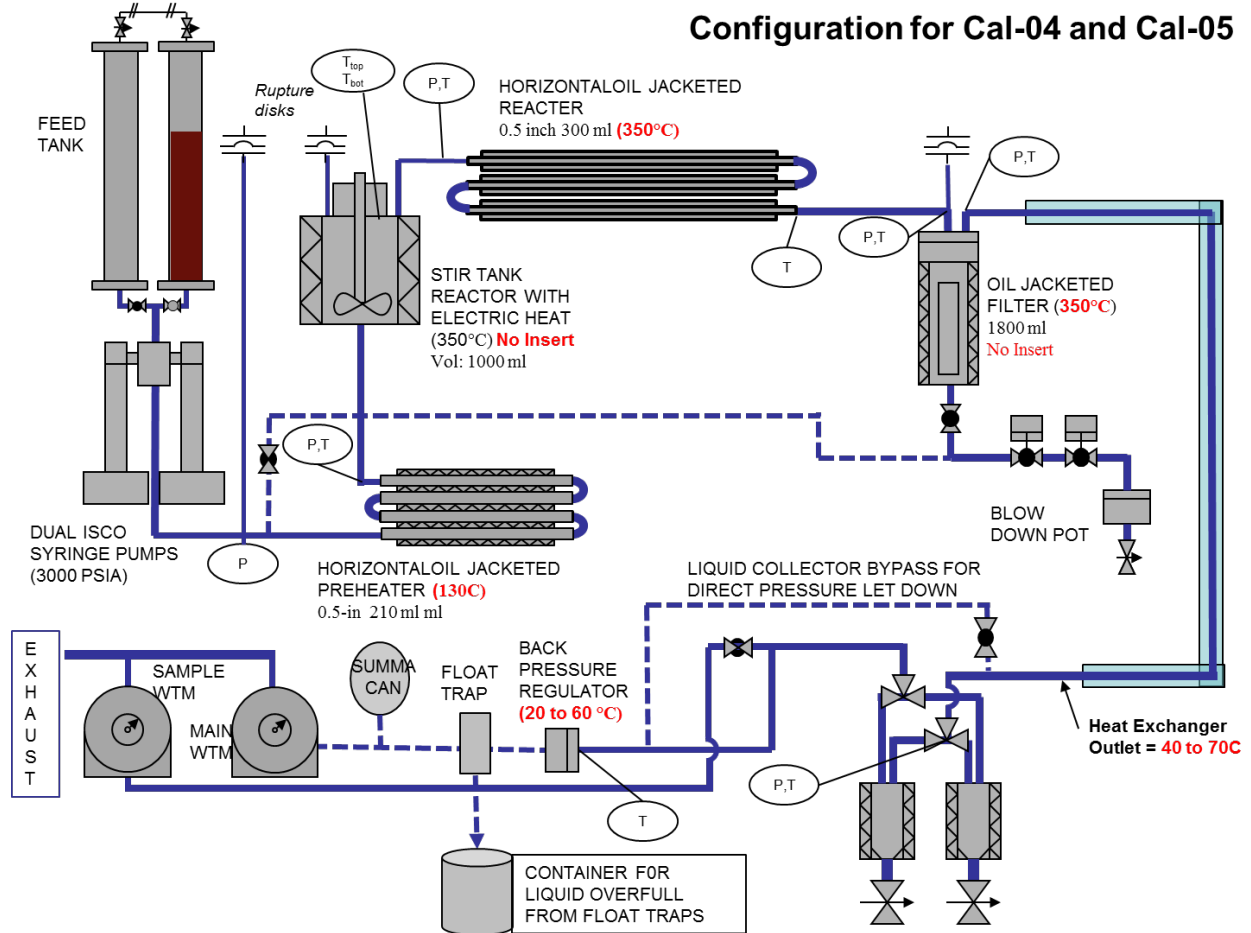 Configuration for Cal-04 and Cal-05
FEED
TANK
Rupture
disks
Ttop
Tbot
P,T
HORIZONTALOIL JACKETED
REACTER
0.5 inch 300 ml (350°C)
P,T
P,T
T
STIR TANK
REACTOR WITH
ELECTRIC HEAT
(350°C) No Insert
Vol: 1000 ml
OIL JACKETED
FILTER (350°C)
1800 ml
No Insert
P,T
DUAL ISCO
SYRINGE PUMPS
(3000 PSIA)
P
HORIZONTALOIL JACKETED
PREHEATER (130C)
0.5-in 210 ml ml
BLOW
DOWN POT
LIQUID COLLECTOR BYPASS FOR
DIRECT PRESSURE LET DOWN
EXHAUST
SAMPLE
WTM
MAIN
WTM
SUMMA
CAN
FLOAT
TRAP
BACK
PRESSURE
REGULATOR
(20 to 60 °C)
Heat Exchanger
Outlet = 40 to 70C
P,T
T
CONTAINER F0R
LIQUID OVERFULL
FROM FLOAT TRAPS